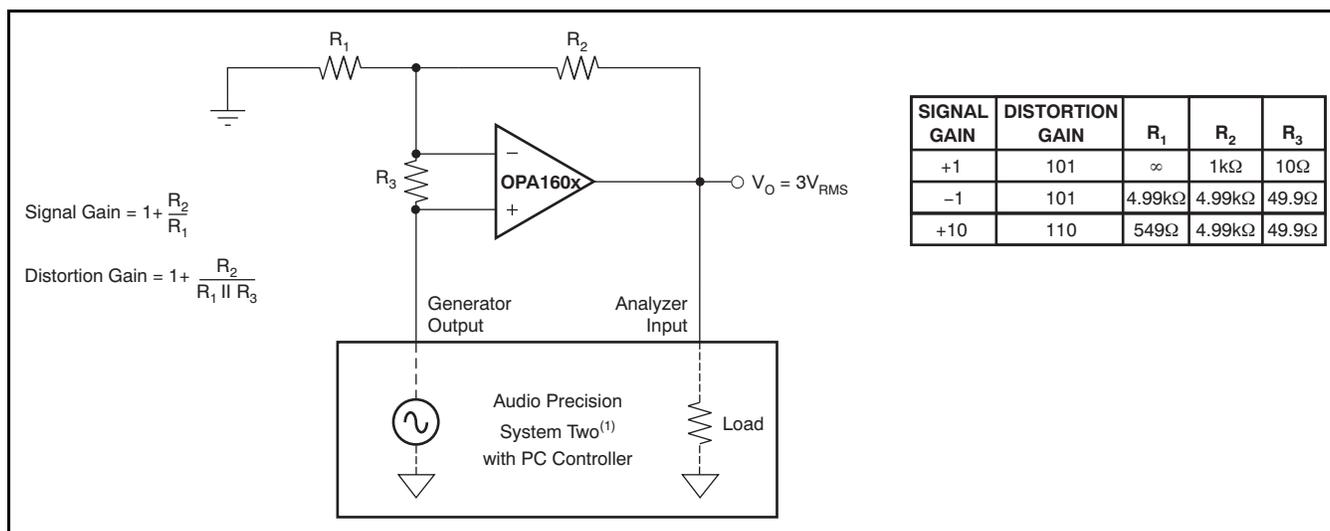 R1
R2
R3
−
+
OPA160x
VO = 3VRMS
Signal Gain = 1+ R2
R1
Distortion Gain = 1+ R2
R1 II R3
Generator
Output
Analyzer
Input
Audio Precision
System Two(1)
with PC Controller
Load
SIGNAL GAIN DISTORTION GAIN R1 R2 R3
+1 101 ∞ 1kΩ 10Ω
−1 101 4.99kΩ 4.99kΩ 49.9Ω
+10 110 549Ω 4.99kΩ 49.9Ω